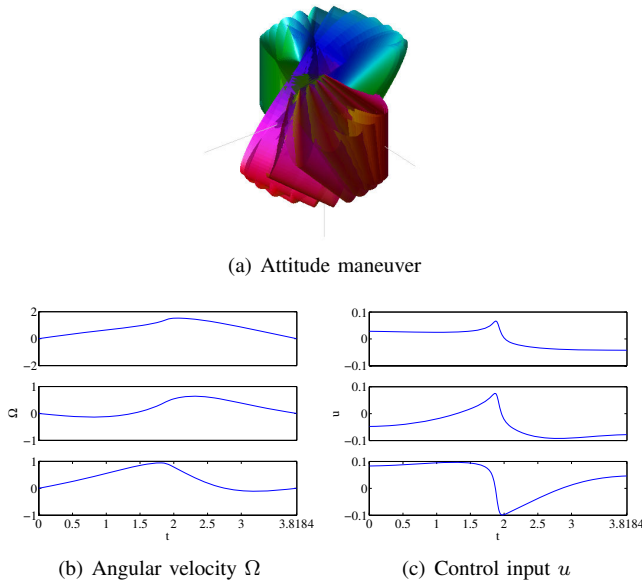 (a) Attitude maneuver
2
0
−2
1
0
−1
1
0
−1
Ω
0 0.5 1 1.5 2 2.5 3 3.8184
t
(b) Angular velocity Ω
0.1
0
−0.1
0.1
0
−0.1
0.1
0
−0.1
u
0 0.5 1 1.5 2 2.5 3 3.8184
t
(c) Control input u